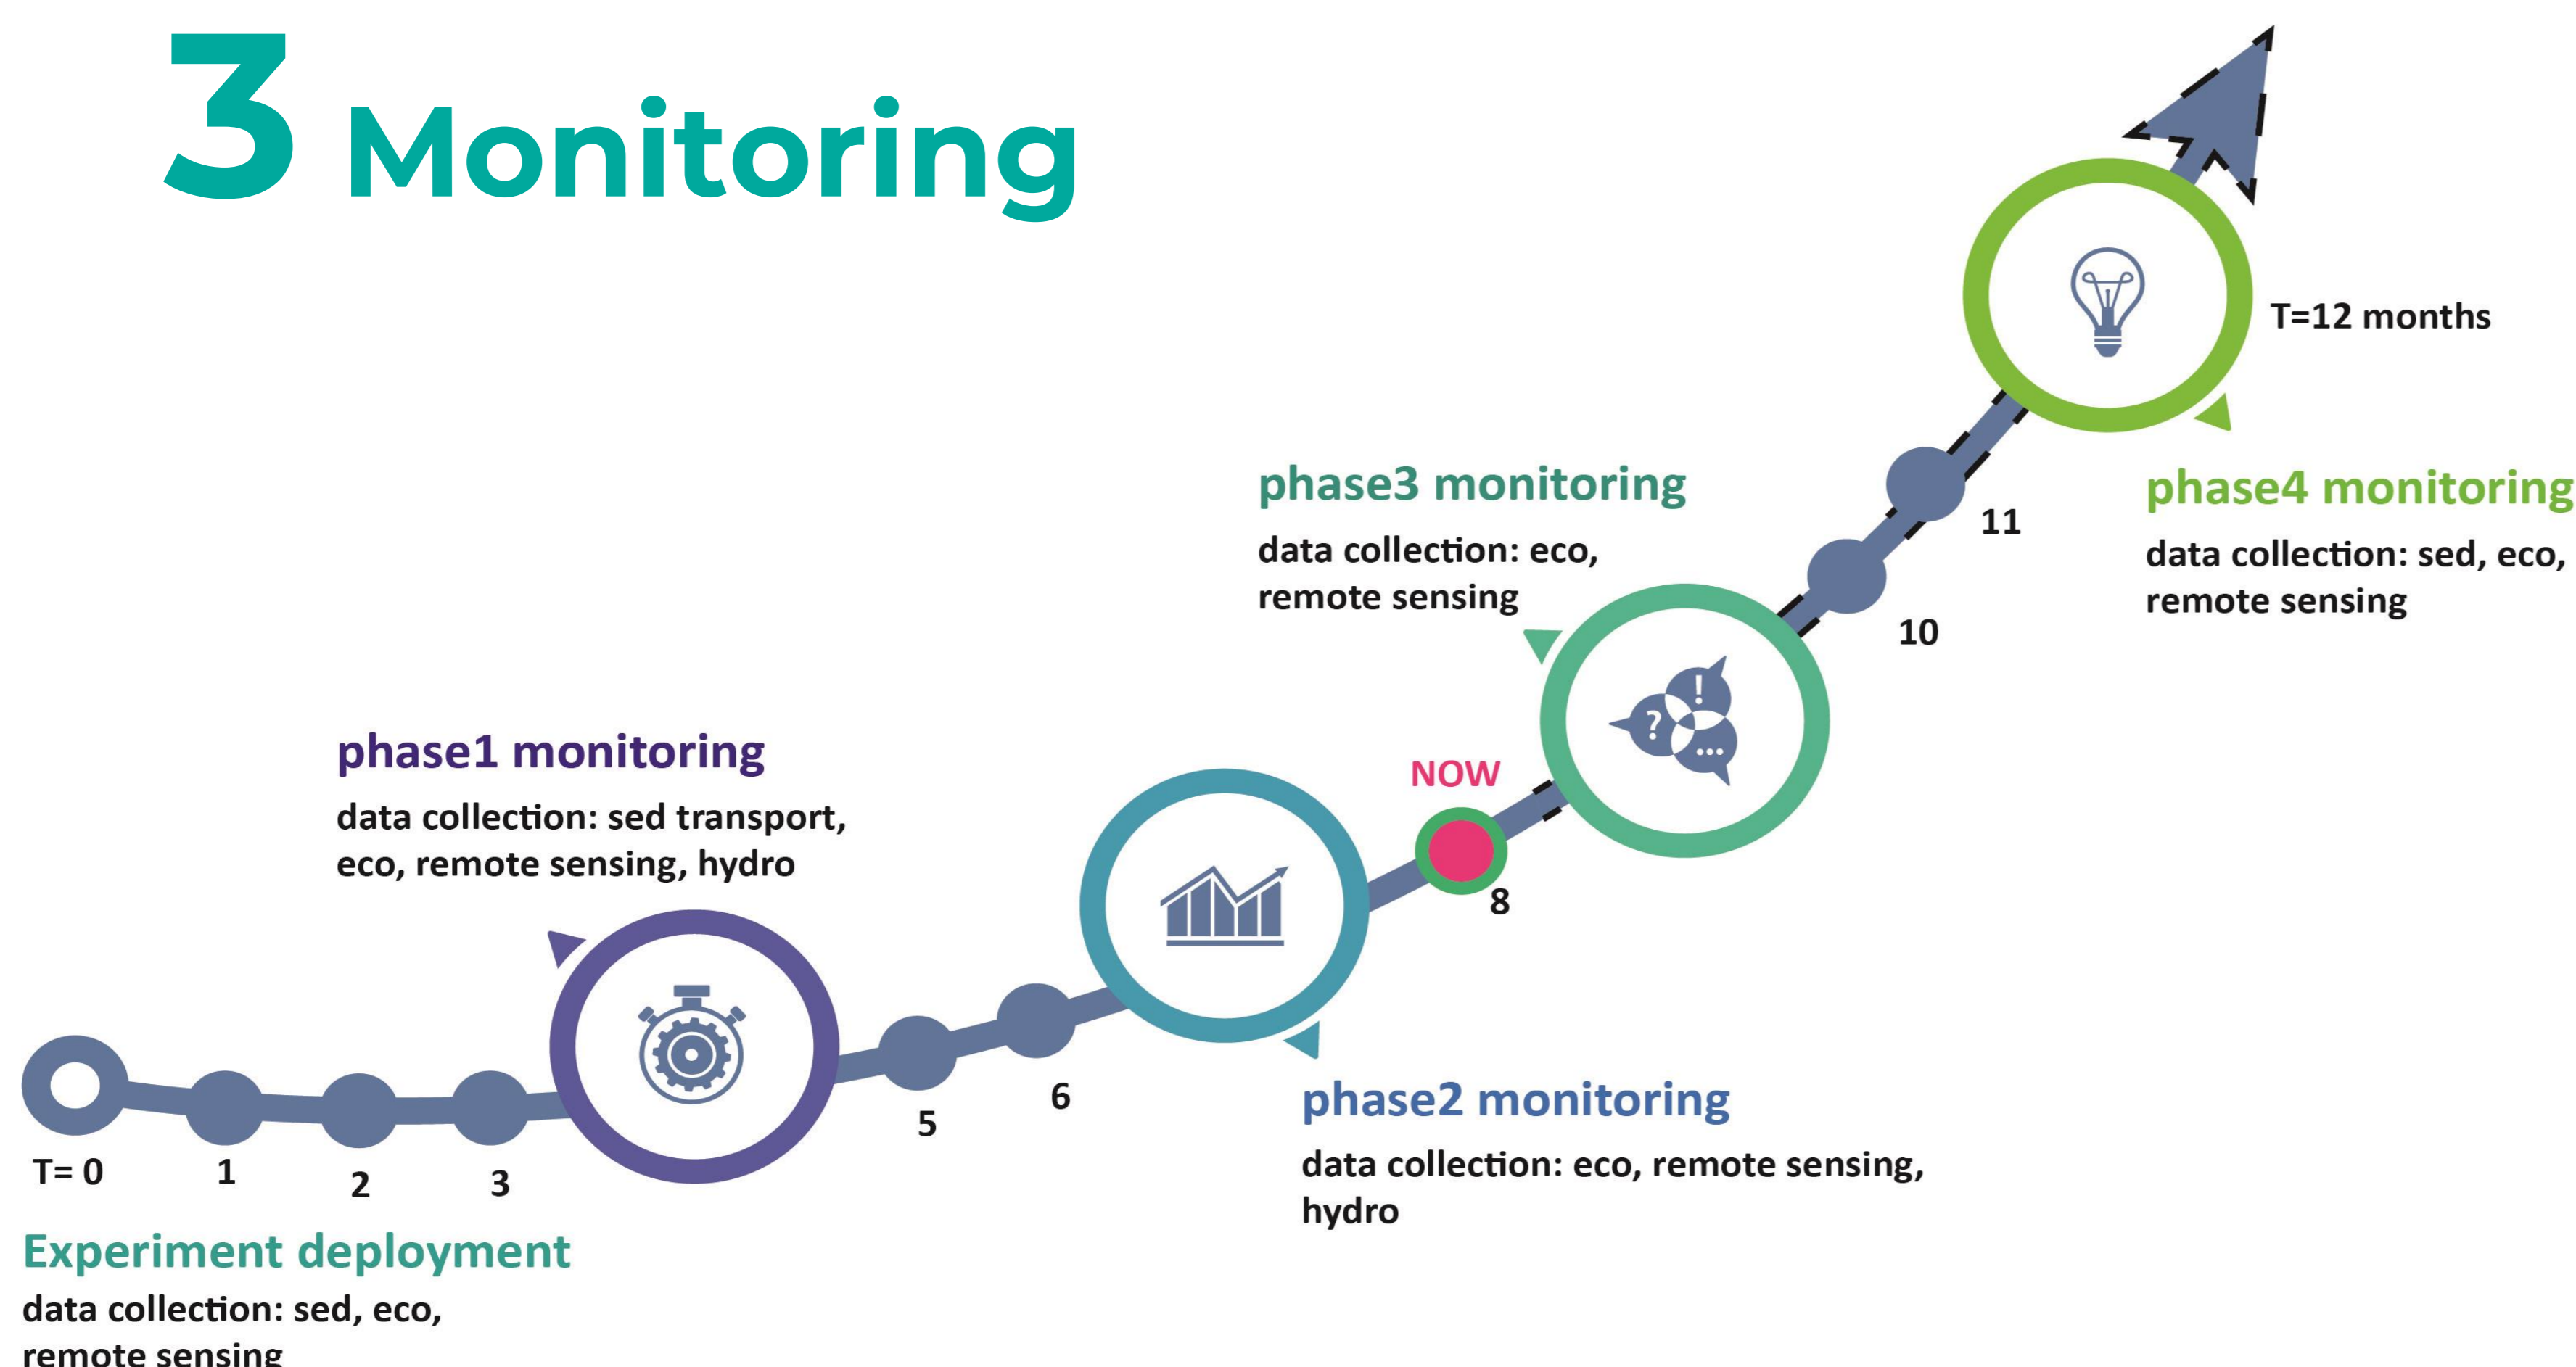 3 Monitoring
T=12 months
phase3 monitoring
data collection: eco,
remote sensing
11
phase4 monitoring
data collection: sed, eco,
remote sensing
10
phase1 monitoring
data collection: sed transport,
eco, remote sensing, hydro
NOW
!
?
...
8
5
6
phase2 monitoring
data collection: eco, remote sensing,
hydro
T= 0
1
2
3
Experiment deployment
data collection: sed, eco,
remote sensing